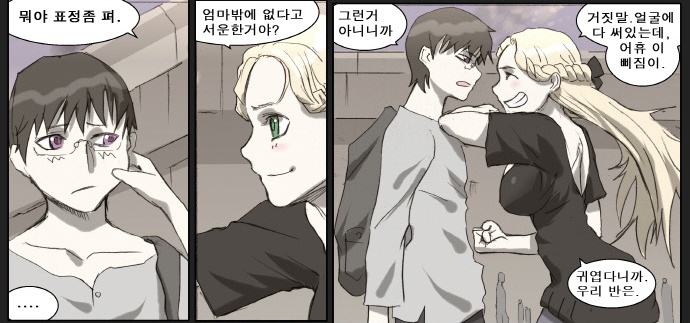 뭐야 표정좀 펴.
....
엄마밖에 없다고
서운한거야?
그런거
아니니까
거짓말.얼굴에
다 써있는데,
어휴 이
삐짐이.
귀엽다니까.
우리 반은.